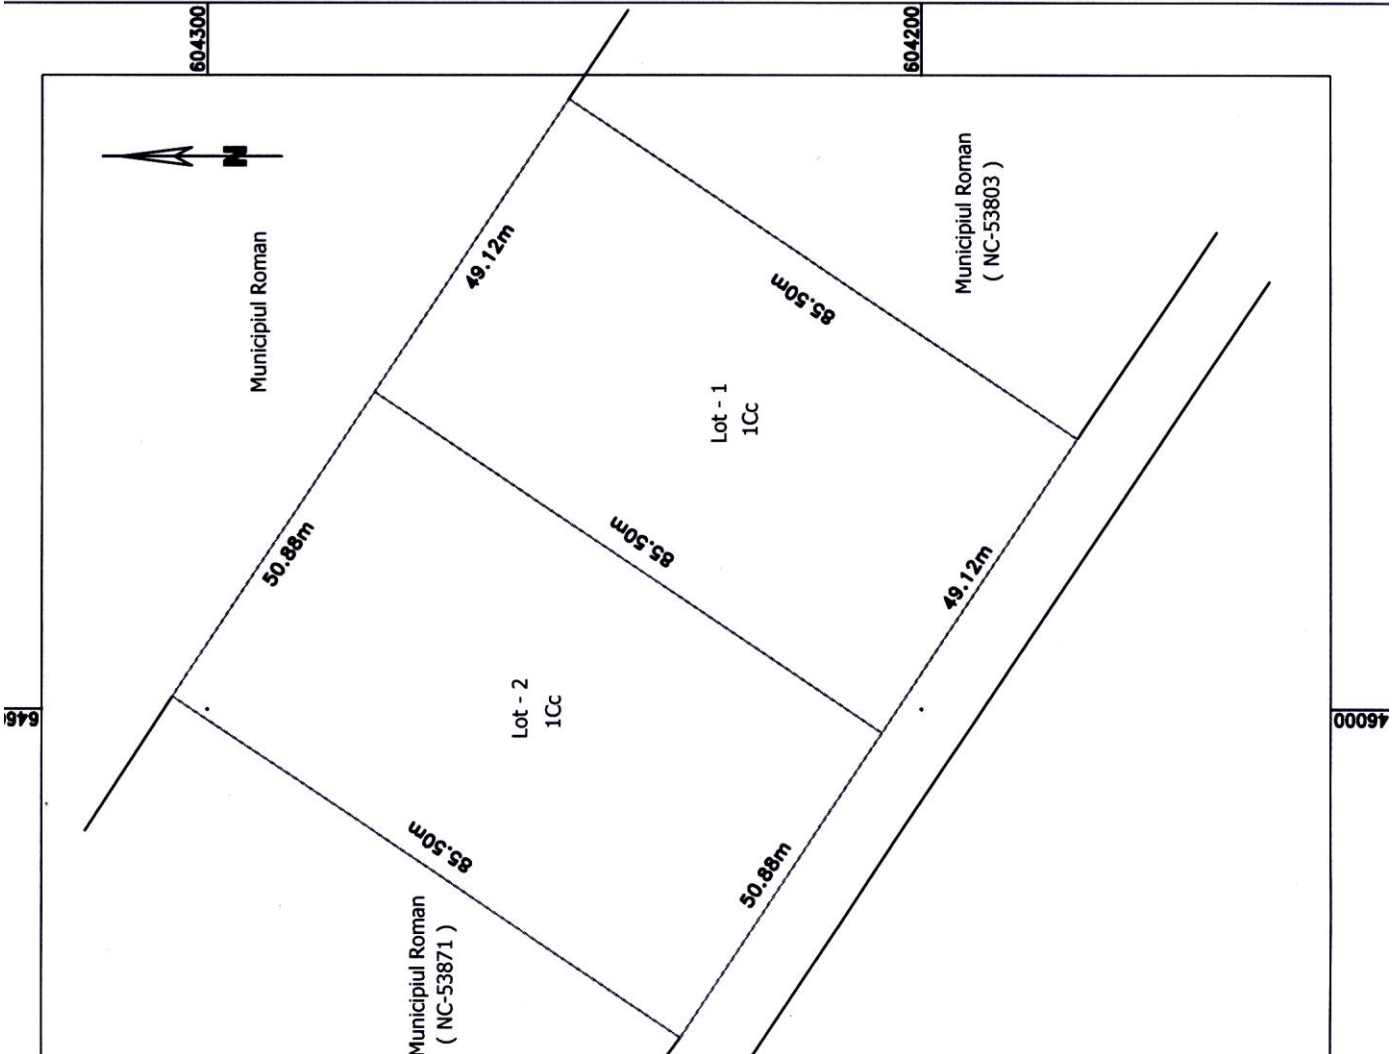 604300
604200
N
Municipiul Roman
Municipiul Roman
( NC-53803 )
49.12m
85.50m
Lot - 1
1Cc
50.88m
85.50m
49.12m
Lot - 2
1Cc
646
46000
85.50m
50.88m
Municipiul Roman
( NC-53871 )